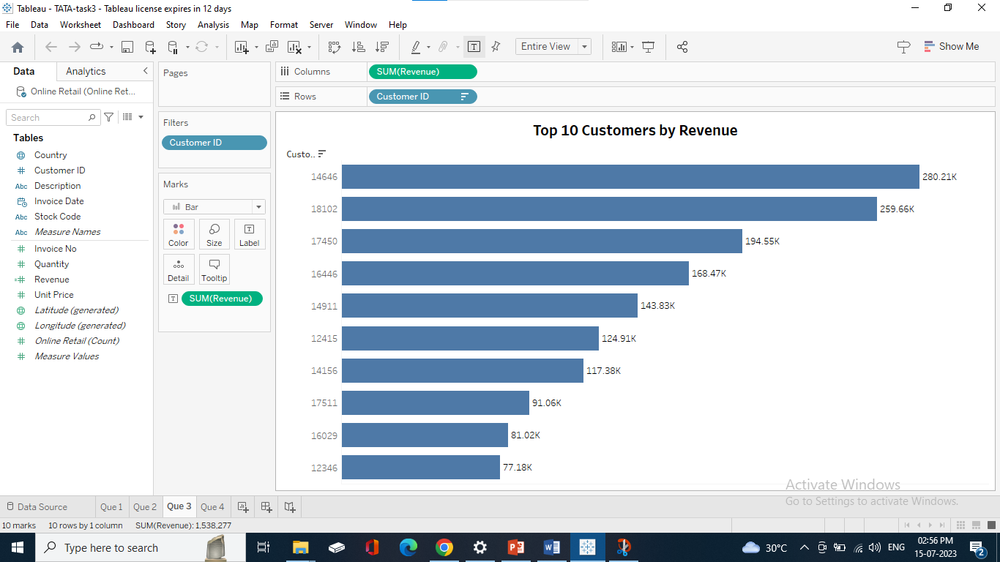 Tableau - TATA-task3 - Tableau license expires in 12 days
File Data Worksheet Dashboard Story Analysis Map Format Server Window Help
Entire View
Show Me
Data Analytics
Online Retail (Online Ret...
Search
Tables
Country
Customer ID
Abc Description
Invoice Date
Abc Stock Code
Abc Measure Names
Invoice No
Quantity
Revenue
Unit Price
Latitude (generated)
Longitude (generated)
Online Retail (Count)
Measure Values
Pages
Filters
Customer ID
Marks
Bar
Color Size Label
Detail Tooltip
SUM(Revenue)
Columns SUM(Revenue)
Rows Customer ID
Top 10 Customers by Revenue
Custo..
14646 280.21K
18102 259.66K
17450 194.55K
16446 168.47K
14911 143.83K
12415 124.91K
14156 117.38K
17511 91.06K
16029 81.02K
12346 77.18K
Activate Windows
Go to Settings to activate Windows.
Data Source Que 1 Que 2 Que 3 Que 4
10 marks 10 rows by 1 column SUM(Revenue): 1,538,277
Type here to search
30°C
ENG
02:56 PM
15-07-2023
2